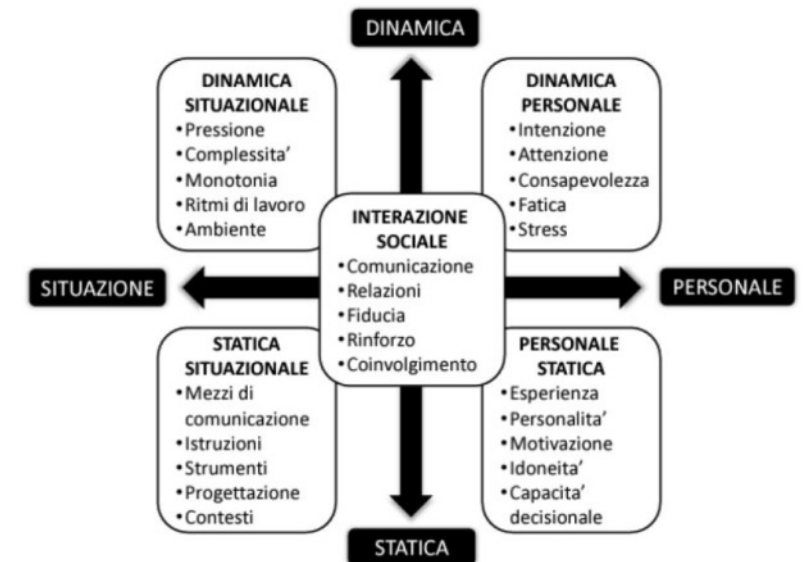 DINAMICA
DINAMICA
SITUAZIONALE
•Pressione
•Complessita’
•Monotonia
•Ritmi di lavoro
•Ambiente
DINAMICA
PERSONALE
•Intenzione
•Attenzione
•Consapevolezza
•Fatica
•Stress
INTERAZIONE
SOCIALE
•Comunicazione
•Relazioni
•Fiducia
•Rinforzo
•Coinvolgimento
SITUAZIONE
PERSONALE
STATICA
SITUAZIONALE
•Mezzi di
comunicazione
•Istruzioni
•Strumenti
•Progettazione
•Contesti
PERSONALE
STATICA
•Esperienza
•Personalita’
•Motivazione
•Idoneita’
•Capacita’
decisionale
STATICA